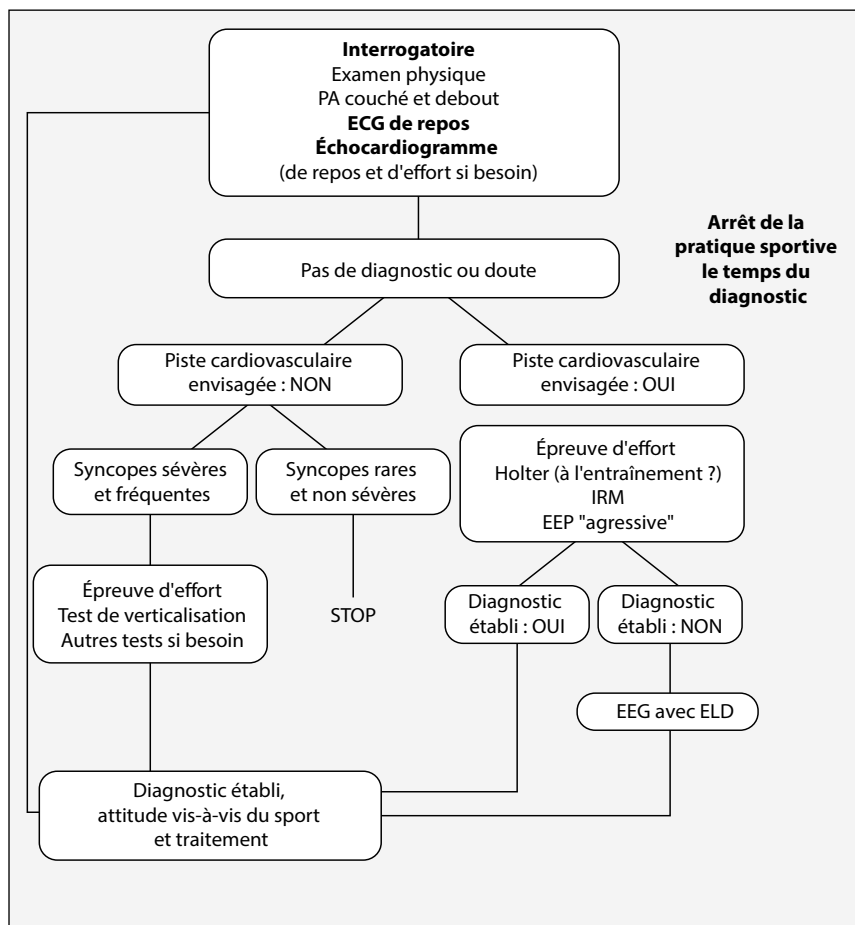 Interrogatoire
Examen physique
PA couché et debout
ECG de repos
Échocardiogramme
(de repos et d'effort si besoin)
Arrêt de la
pratique sportive
le temps du
diagnostic
Pas de diagnostic ou doute
Piste cardiovasculaire
envisagée : NON
Piste cardiovasculaire
envisagée : OUI
Syncopes sévères
et fréquentes
Syncopes rares
et non sévères
Épreuve d'effort
Holter (à l'entraînement ?)
IRM
EEP "agressive"
Épreuve d'effort
Test de verticalisation
Autres tests si besoin
STOP
Diagnostic
établi : OUI
Diagnostic
établi : NON
EEG avec ELD
Diagnostic établi,
attitude vis-à-vis du sport
et traitement